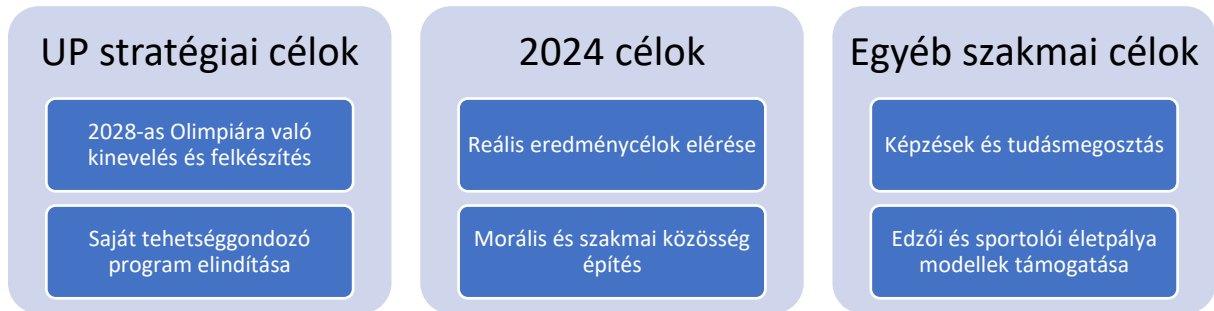 UP stratégiai célok
2028-as Olimpiára való
kinevelés és felkészítés
Saját tehetséggondozó
program elindítása
2024 célok
Reális eredménycélok elérése
Morális és szakmai közösség
építés
Egyéb szakmai célok
Képzések és tudásmegosztás
Edzői és sportolói életpálya
modellek támogatása